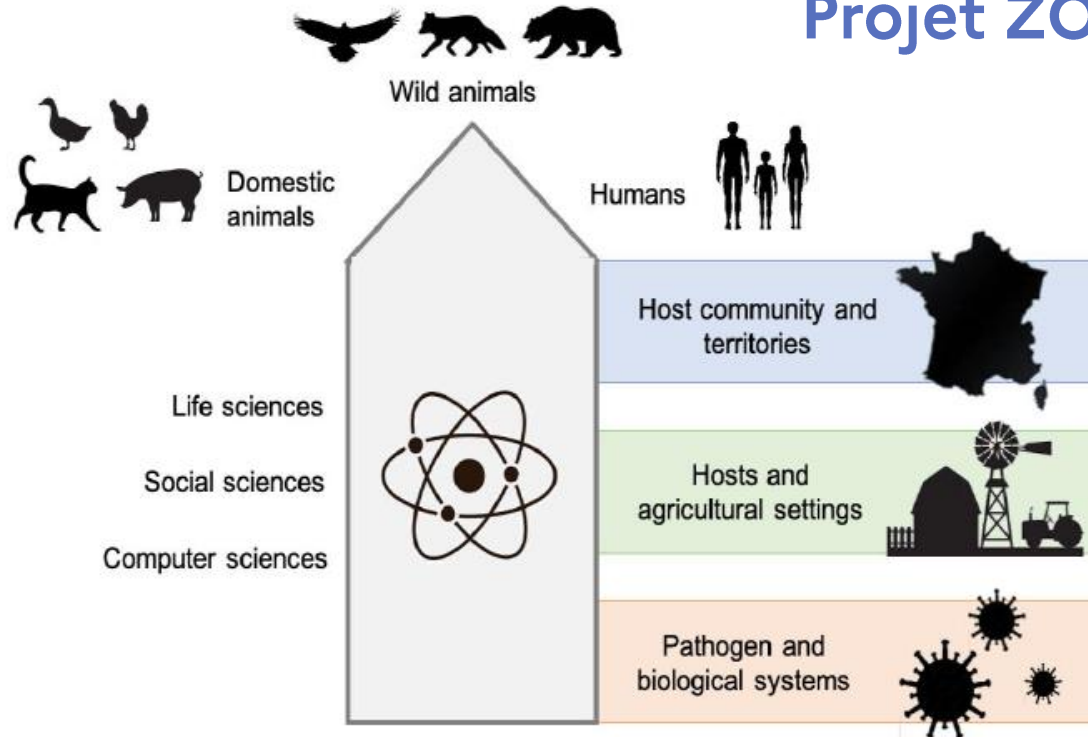 Projet ZO
Wild animals
Domestic
animals
Humans
Host community and
territories
Life sciences
Social sciences
Computer sciences
Hosts and
agricultural settings
Pathogen and
biological systems